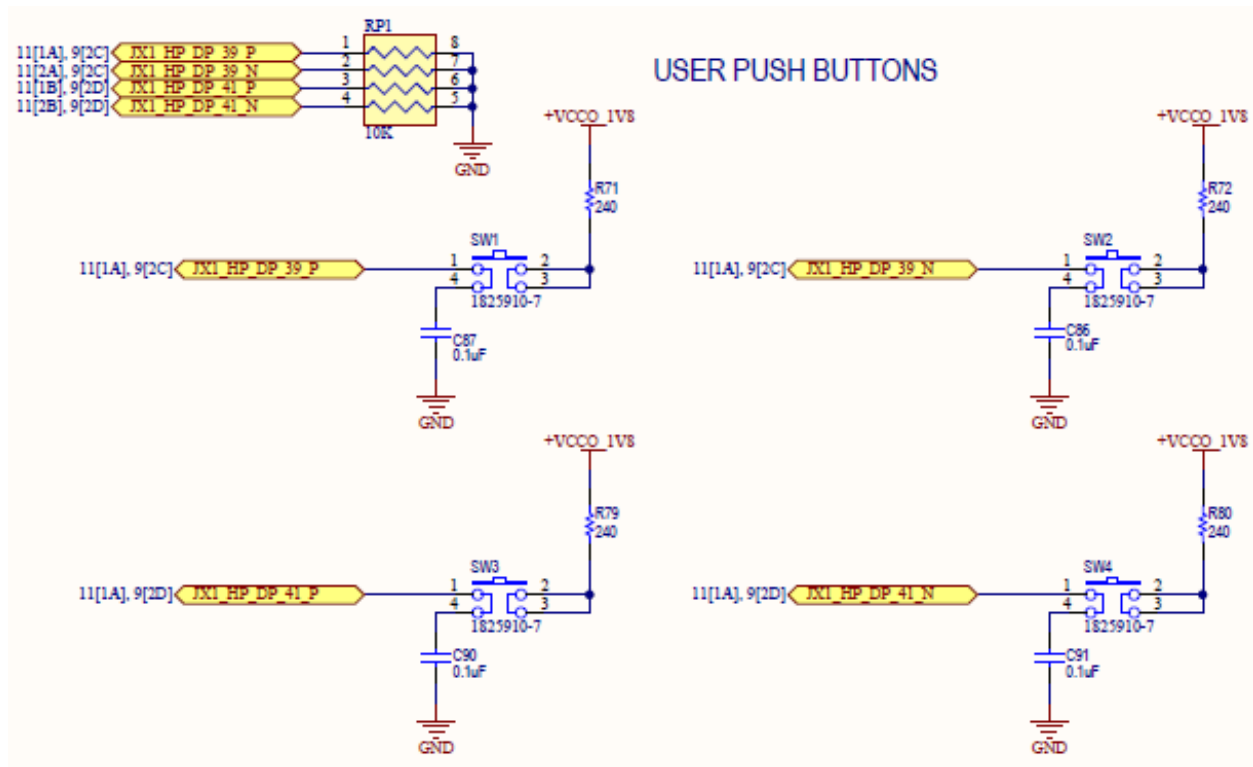 RP1
11[1A], 9[2C] JX1_HP_DP_39_P 1 8
11[2A], 9[2C] JX1_HP_DP_39_N 2 7
11[1B], 9[2D] JX1_HP_DP_41_P 3 6
11[2B], 9[2D] JX1_HP_DP_41_N 4 5
10K
GND
USER PUSH BUTTONS
+VCCO_1V8
R71
240
SW1
11[1A], 9[2C] JX1_HP_DP_39_P 1 2
4 3
1825910-7
C87
0.1uF
GND
+VCCO_1V8
R72
240
SW2
11[1A], 9[2C] JX1_HP_DP_39_N 1 2
4 3
1825910-7
C86
0.1uF
GND
+VCCO_1V8
R79
240
SW3
11[1A], 9[2D] JX1_HP_DP_41_P 1 2
4 3
1825910-7
C90
0.1uF
GND
+VCCO_1V8
R80
240
SW4
11[1A], 9[2D] JX1_HP_DP_41_N 1 2
4 3
1825910-7
C91
0.1uF
GND